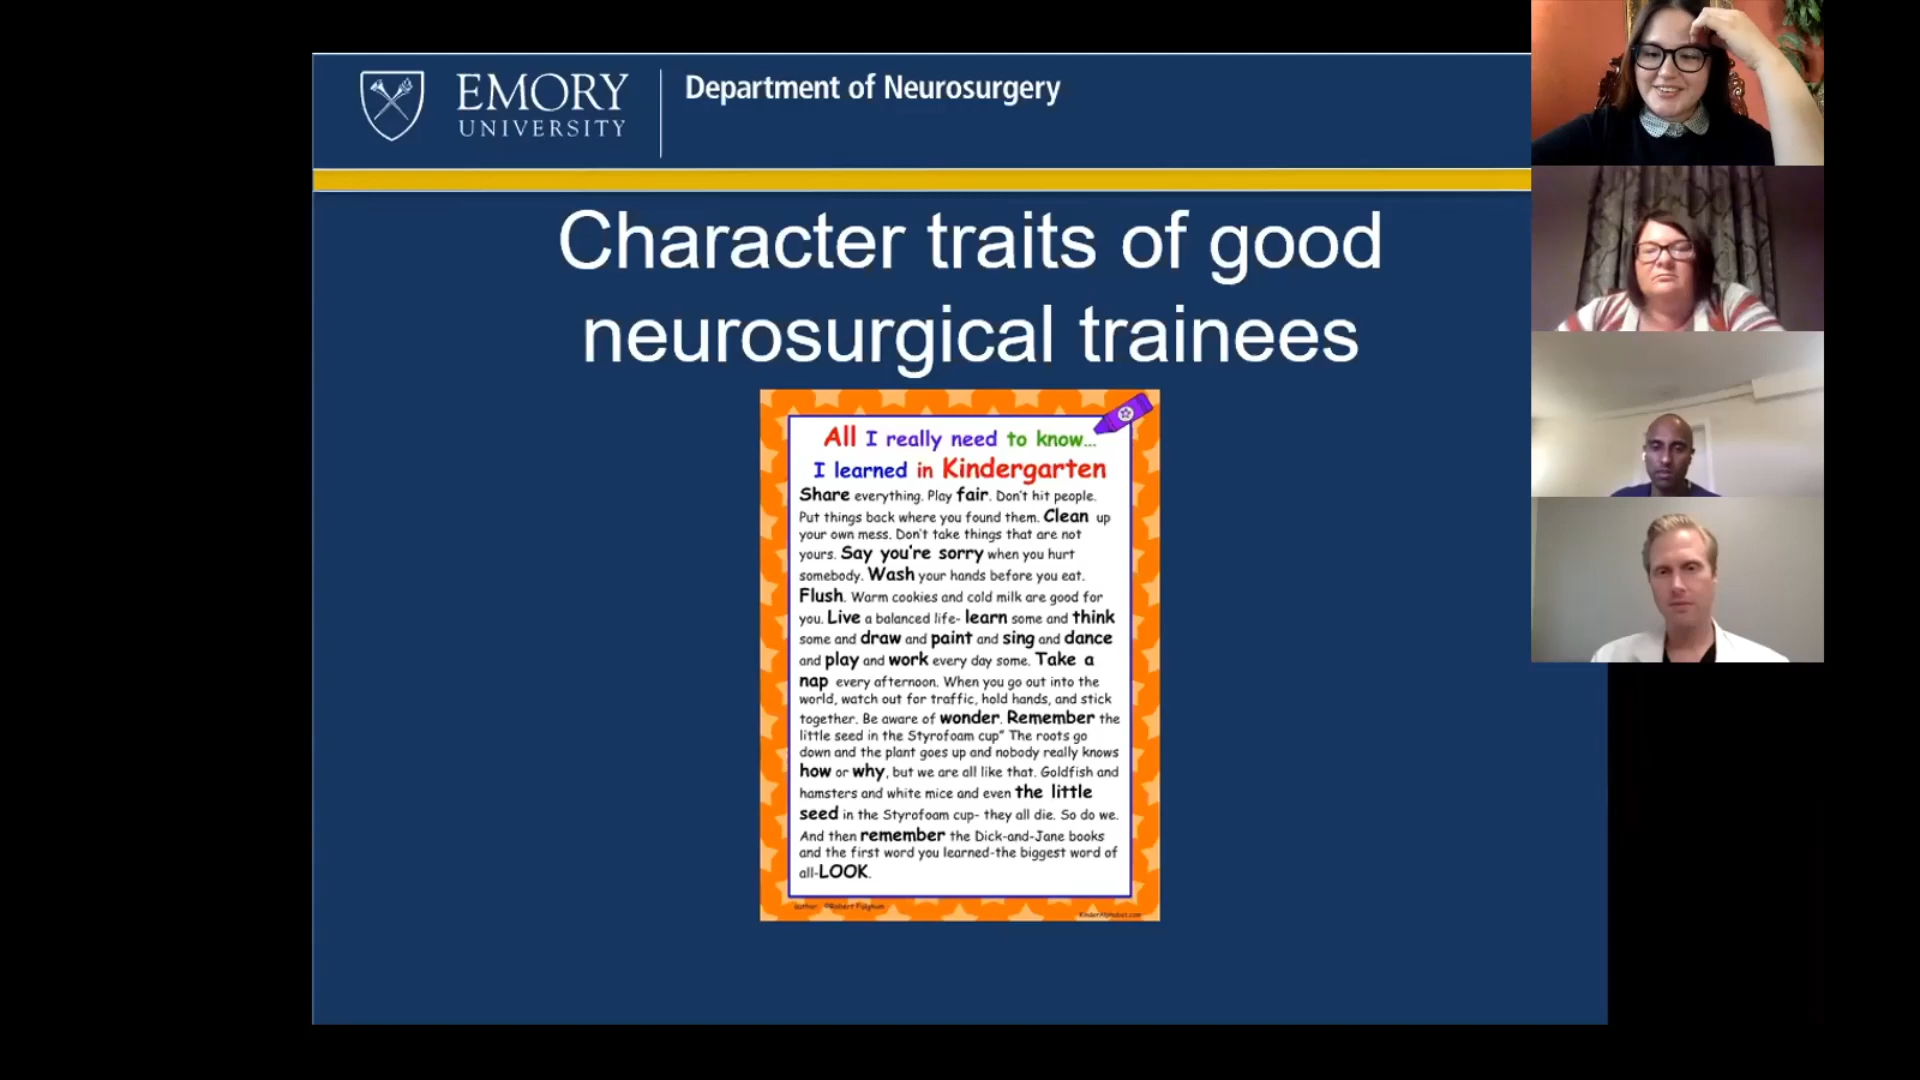 EMORY
UNIVERSITY
Department of Neurosurgery
Character traits of good
neurosurgical trainees
All I really need to know...
I learned in Kindergarten
Share everything. Play fair. Don't hit people.
Put things back where you found them. Clean up
your own mess. Don't take things that are not
yours. Say you're sorry when you hurt
somebody. Wash your hands before you eat.
Flush. Warm cookies and cold milk are good for
you. Live a balanced life- learn some and think
some and draw and paint and sing and dance
and play and work every day some. Take a
nap every afternoon. When you go out into the
world, watch out for traffic, hold hands, and stick
together. Be aware of wonder. Remember the
little seed in the Styrofoam cup" The roots go
down and the plant goes up and nobody really knows
how or why, but we are all like that. Goldfish and
hamsters and white mice and even the little
seed in the Styrofoam cup- they all die. So do we.
And then remember the Dick-and-Jane books
and the first word you learned-the biggest word of
all-LOOK.
author: ©Robert Fulghum
KinderAlphabet.com